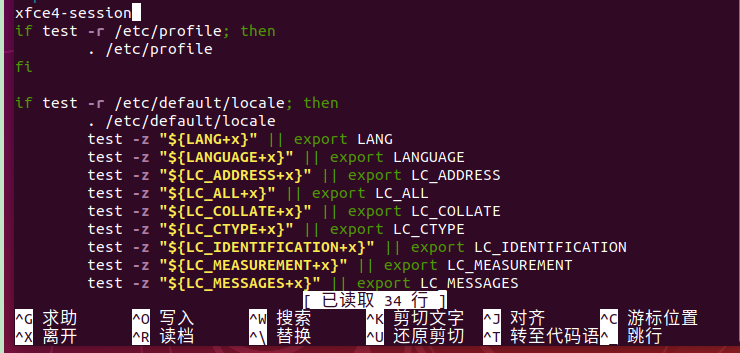 xfce4-session
if test -r /etc/profile; then
        . /etc/profile
fi

if test -r /etc/default/locale; then
        . /etc/default/locale
        test -z "${LANG+x}" || export LANG
        test -z "${LANGUAGE+x}" || export LANGUAGE
        test -z "${LC_ADDRESS+x}" || export LC_ADDRESS
        test -z "${LC_ALL+x}" || export LC_ALL
        test -z "${LC_COLLATE+x}" || export LC_COLLATE
        test -z "${LC_CTYPE+x}" || export LC_CTYPE
        test -z "${LC_IDENTIFICATION+x}" || export LC_IDENTIFICATION
        test -z "${LC_MEASUREMENT+x}" || export LC_MEASUREMENT
        test -z "${LC_MESSAGES+x}" || export LC_MESSAGES
[ 已读取 34 行 ]
^G 求助 ^O 写入 ^W 搜索 ^K 剪切文字 ^J 对齐 ^C 游标位置
^X 离开 ^R 读档 ^\ 替换 ^U 还原剪切 ^T 转至代码语 ^_ 跳行